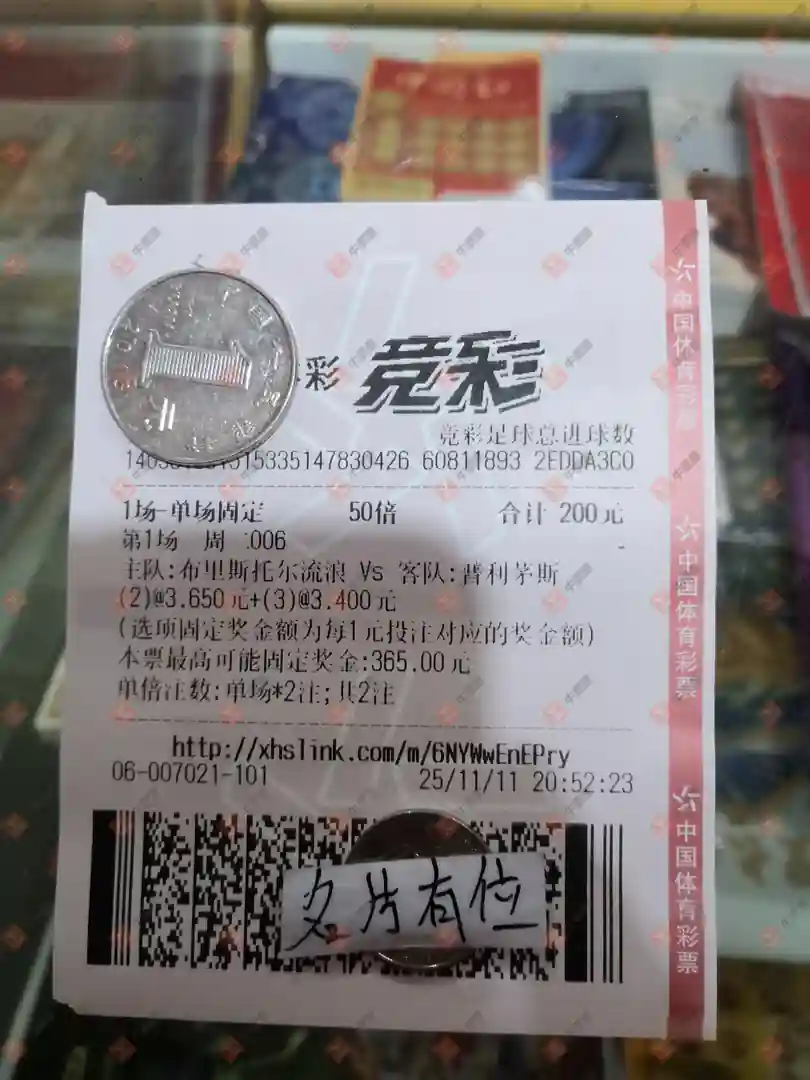 彩 竞彩
竞彩足球总进球数
60811893 2EDDA3C0
1场-单场固定 50倍 合计 200元
第1场 周 006
主队:布里斯托尔流浪 Vs 客队:普利茅斯
(2)@3.650元+(3)@3.400元
(选项固定奖金额为每1元投注对应的奖金额)
本票最高可能固定奖金:365.00元
单倍注数:单场*2注;共2注
http://xhslink.com/m/6NYWwEnEPry
06-007021-101 25/11/11 20:52:23
名片有位
中国体育彩票
中国体育彩票
中国体育彩票